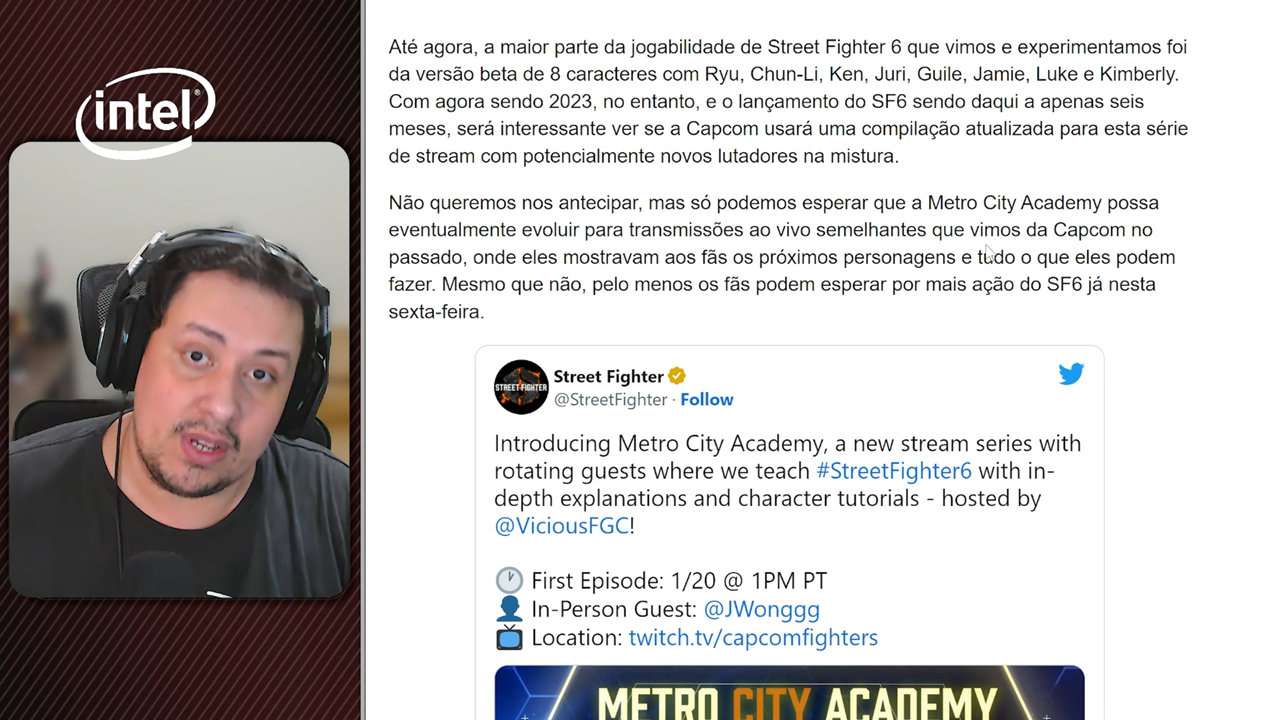 intel
Até agora, a maior parte da jogabilidade de Street Fighter 6 que vimos e experimentamos foi
da versão beta de 8 caracteres com Ryu, Chun-Li, Ken, Juri, Guile, Jamie, Luke e Kimberly.
Com agora sendo 2023, no entanto, e o lançamento do SF6 sendo daqui a apenas seis
meses, será interessante ver se a Capcom usará uma compilação atualizada para esta série
de stream com potencialmente novos lutadores na mistura.
Não queremos nos antecipar, mas só podemos esperar que a Metro City Academy possa
eventualmente evoluir para transmissões ao vivo semelhantes que vimos da Capcom no
passado, onde eles mostravam aos fãs os próximos personagens e tudo o que eles podem
fazer. Mesmo que não, pelo menos os fãs podem esperar por mais ação do SF6 já nesta
sexta-feira.
STREET FIGHTER
Street Fighter
@StreetFighter · Follow
Introducing Metro City Academy, a new stream series with
rotating guests where we teach #StreetFighter6 with in-
depth explanations and character tutorials - hosted by
@ViciousFGC!
First Episode: 1/20 @ 1PM PT
In-Person Guest: @JWonggg
Location: twitch.tv/capcomfighters
METRO CITY ACADEMY